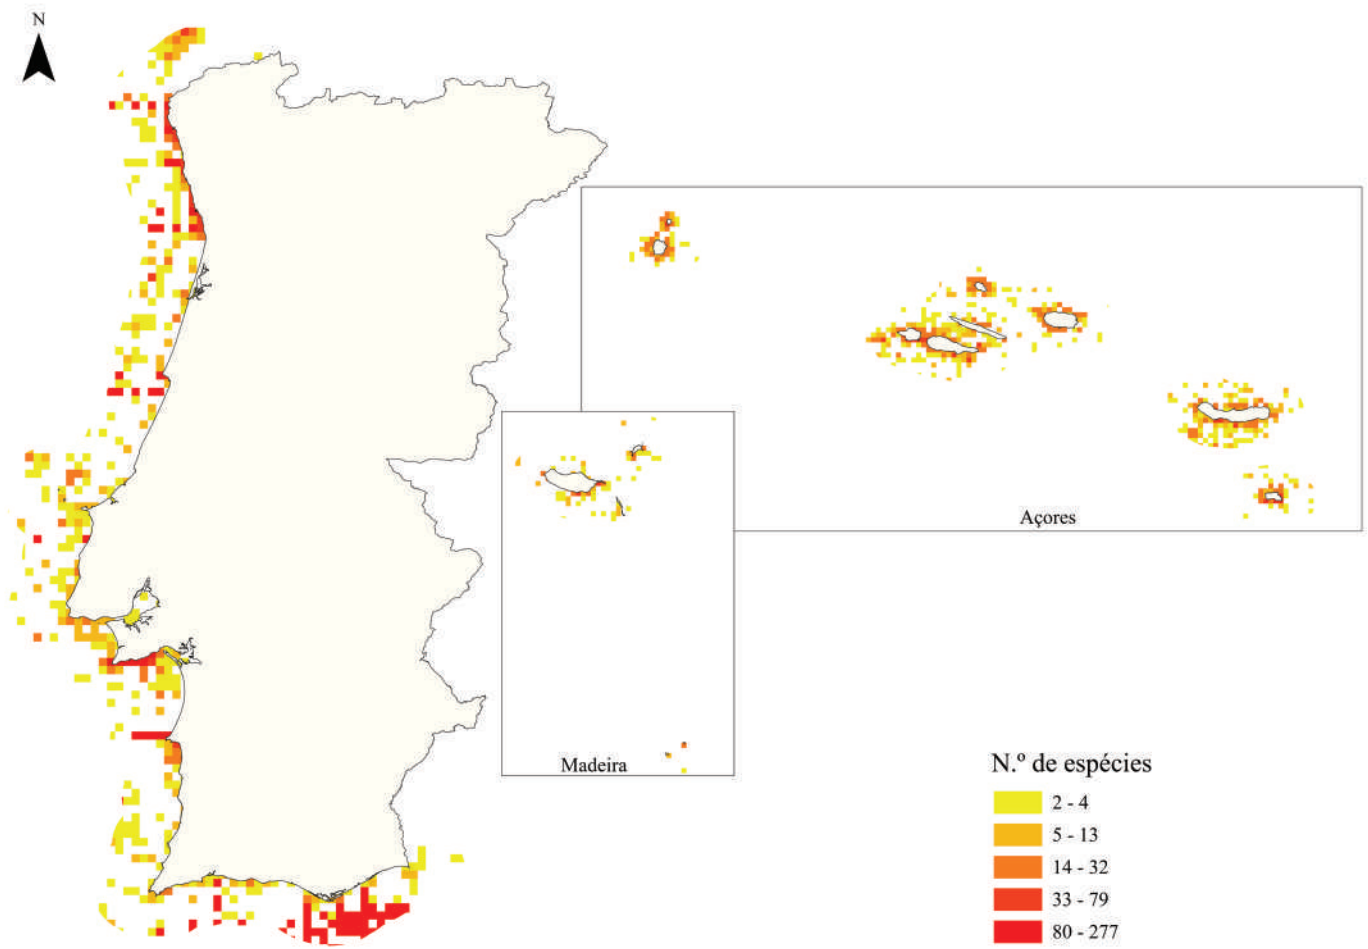 N
Açores
Madeira
N.º de espécies
2 - 4
5 - 13
14 - 32
33 - 79
80 - 277